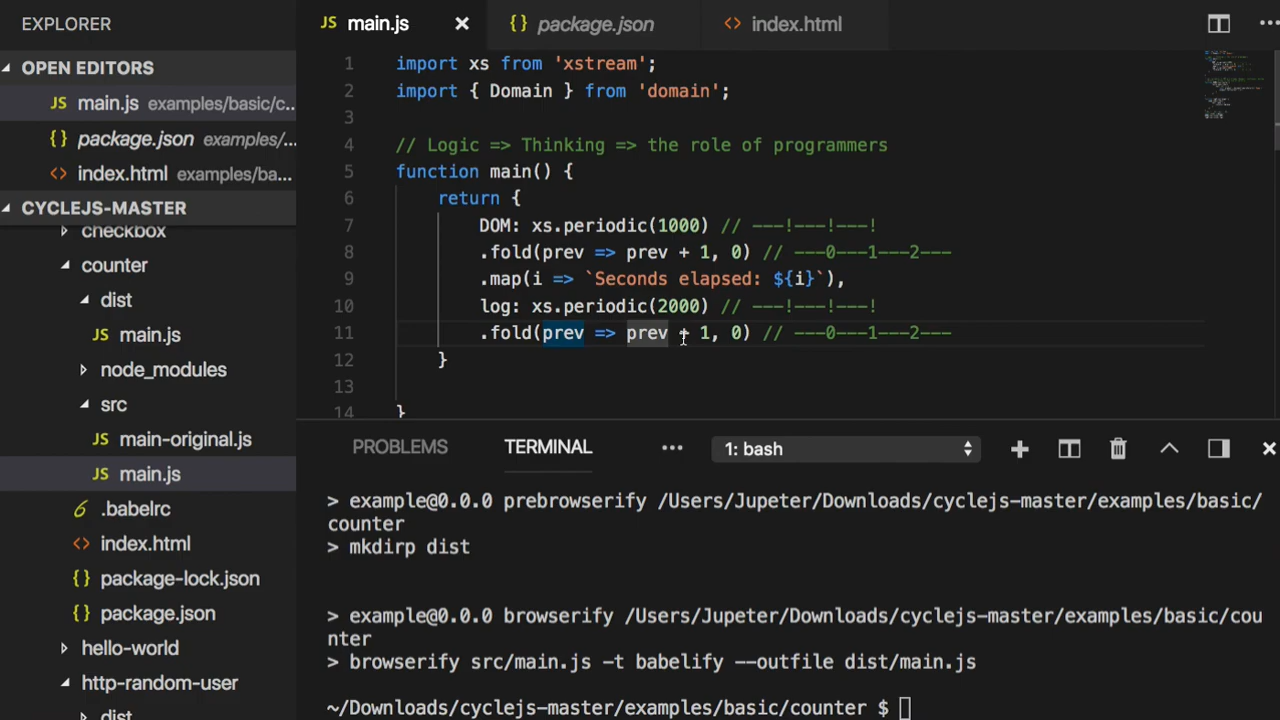 EXPLORER
OPEN EDITORS
JS main.js examples/basic/c...
{} package.json examples/...
<> index.html examples/ba...
CYCLEJS-MASTER
checkbox
counter
dist
JS main.js
node_modules
src
JS main-original.js
JS main.js
6 .babelrc
<> index.html
{} package-lock.json
{} package.json
hello-world
http-random-user
dist
JS main.js
{} package.json
<> index.html
1 import xs from 'xstream';
2 import { Domain } from 'domain';
3
4 // Logic => Thinking => the role of programmers
5 function main() {
6 return {
7 DOM: xs.periodic(1000) // ---!---!---!
8 .fold(prev => prev + 1, 0) // ---0---1---2---
9 .map(i => `Seconds elapsed: ${i}`),
10 log: xs.periodic(2000) // ---!---!---!
11 .fold(prev => prev + 1, 0) // ---0---1---2---
12 }
13
14 }
PROBLEMS
TERMINAL
1: bash
> example@0.0.0 prebrowserify /Users/Jupeter/Downloads/cyclejs-master/examples/basic/
counter
> mkdirp dist
> example@0.0.0 browserify /Users/Jupeter/Downloads/cyclejs-master/examples/basic/cou
nter
> browserify src/main.js -t babelify --outfile dist/main.js
~/Downloads/cyclejs-master/examples/basic/counter $